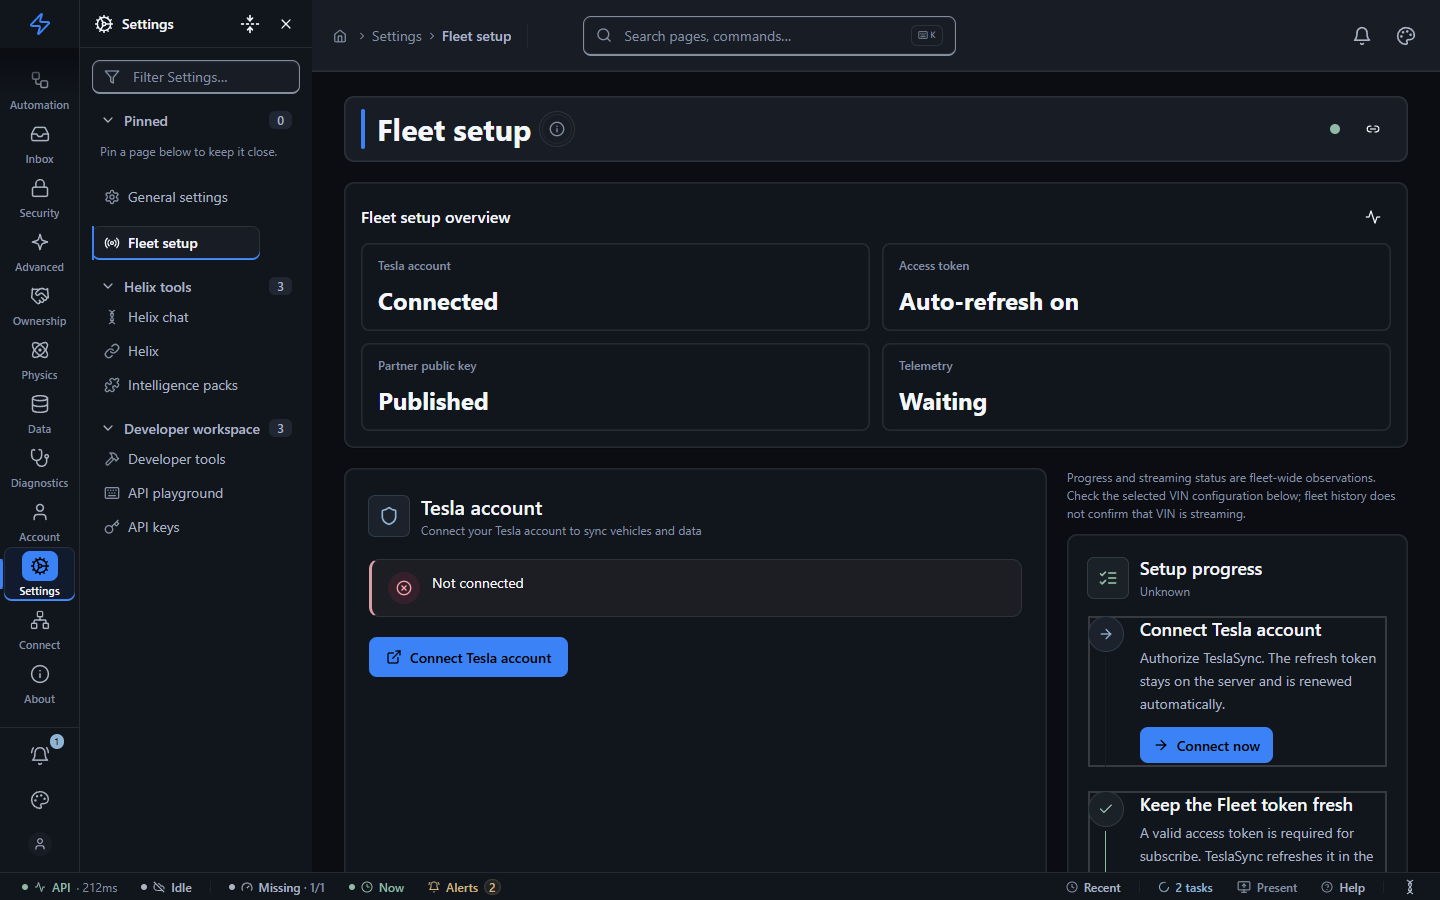 Automation
Inbox
Security
Advanced
Ownership
Physics
Data
Diagnostics
Account
Settings
Connect
About
1
Settings
Filter Settings...
Pinned 0
Pin a page below to keep it close.
General settings
Fleet setup
Helix tools 3
Helix chat
Helix
Intelligence packs
Developer workspace 3
Developer tools
API playground
API keys
Settings Fleet setup
Search pages, commands... K
Fleet setup
Fleet setup overview
Tesla account
Connected
Access token
Auto-refresh on
Partner public key
Published
Telemetry
Waiting
Tesla account
Connect your Tesla account to sync vehicles and data
Not connected
Connect Tesla account
Progress and streaming status are fleet-wide observations.
Check the selected VIN configuration below; fleet history does
not confirm that VIN is streaming.
Setup progress
Unknown
Connect Tesla account
Authorize TeslaSync. The refresh token
stays on the server and is renewed
automatically.
Connect now
Keep the Fleet token fresh
A valid access token is required for
subscribe. TeslaSync refreshes it in the
API · 212ms Idle Missing · 1/1 Now Alerts 2 Recent 2 tasks Present Help